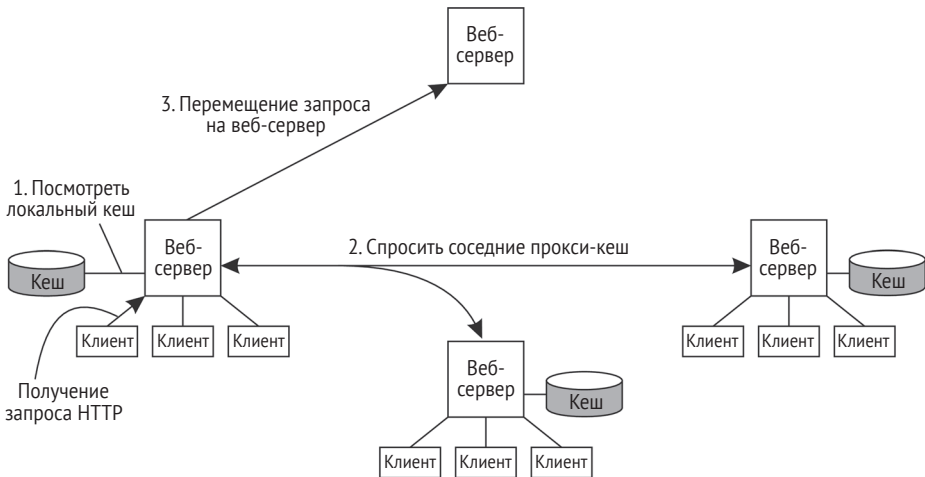 Веб-
сервер
3. Перемещение запроса
на веб-сервер
1. Посмотреть
локальный кеш
Веб-
сервер
2. Спросить соседние прокси-кеш
Веб-
сервер
Кеш
Кеш
Клиент
Клиент
Клиент
Клиент
Клиент
Клиент
Веб-
сервер
Кеш
Получение
запроса HTTP
Клиент
Клиент
Клиент